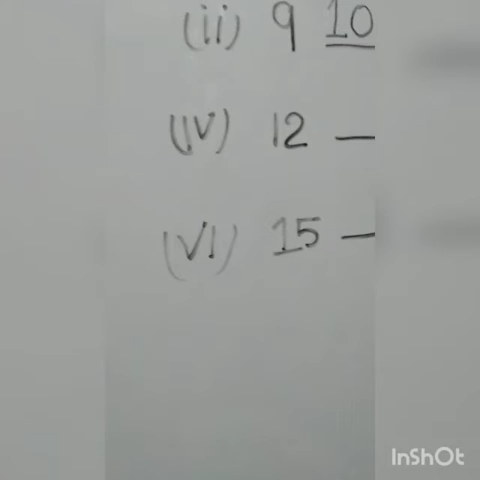 (ii) 9 10
(iv) 12 —
(vi) 15 —
InShOt